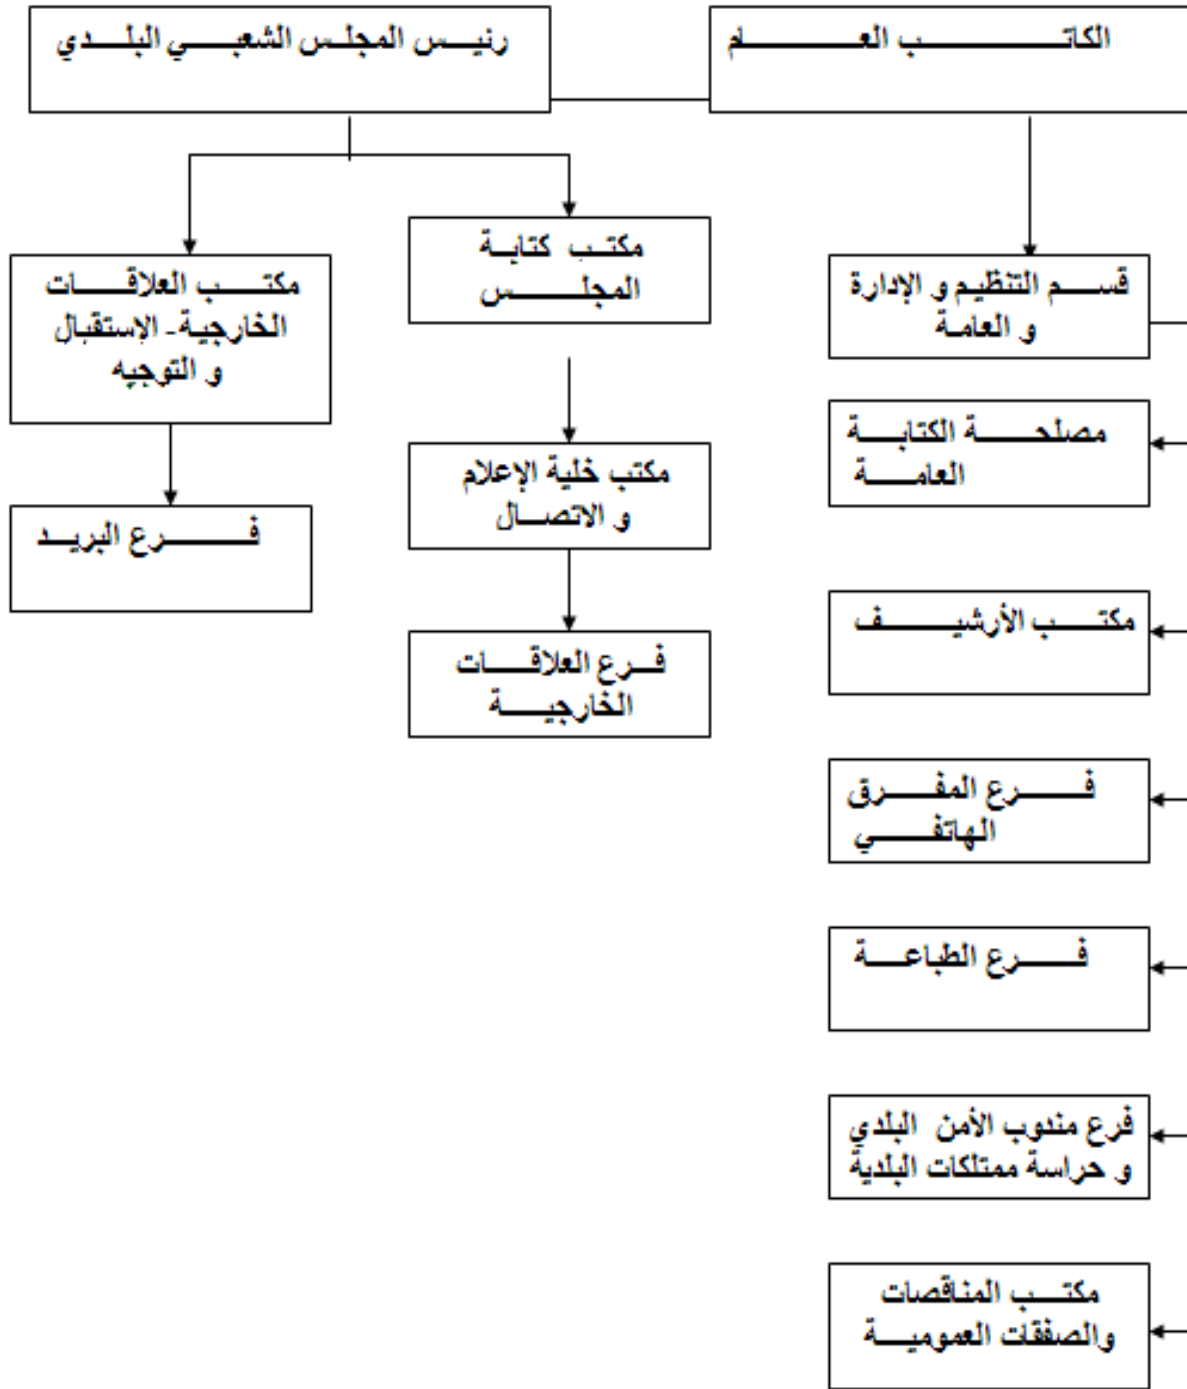 الكاتب العام
رئيس المجلس الشعبي البلدي
قسم التنظيم و الإدارة
و العامة
مكتب كتابة
المجلس
مكتب العلاقات
الخارجية- الإستقبال
و التوجيه
مصلحة الكتابة
العامة
مكتب خلية الإعلام
و الاتصال
فرع البريد
مكتب الأرشيف
فرع العلاقات
الخارجية
فرع المفرق
الهاتفي
فرع الطباعة
فرع مندوب الأمن البلدي
و حراسة ممتلكات البلدية
مكتب المناقصات
والصفقات العمومية